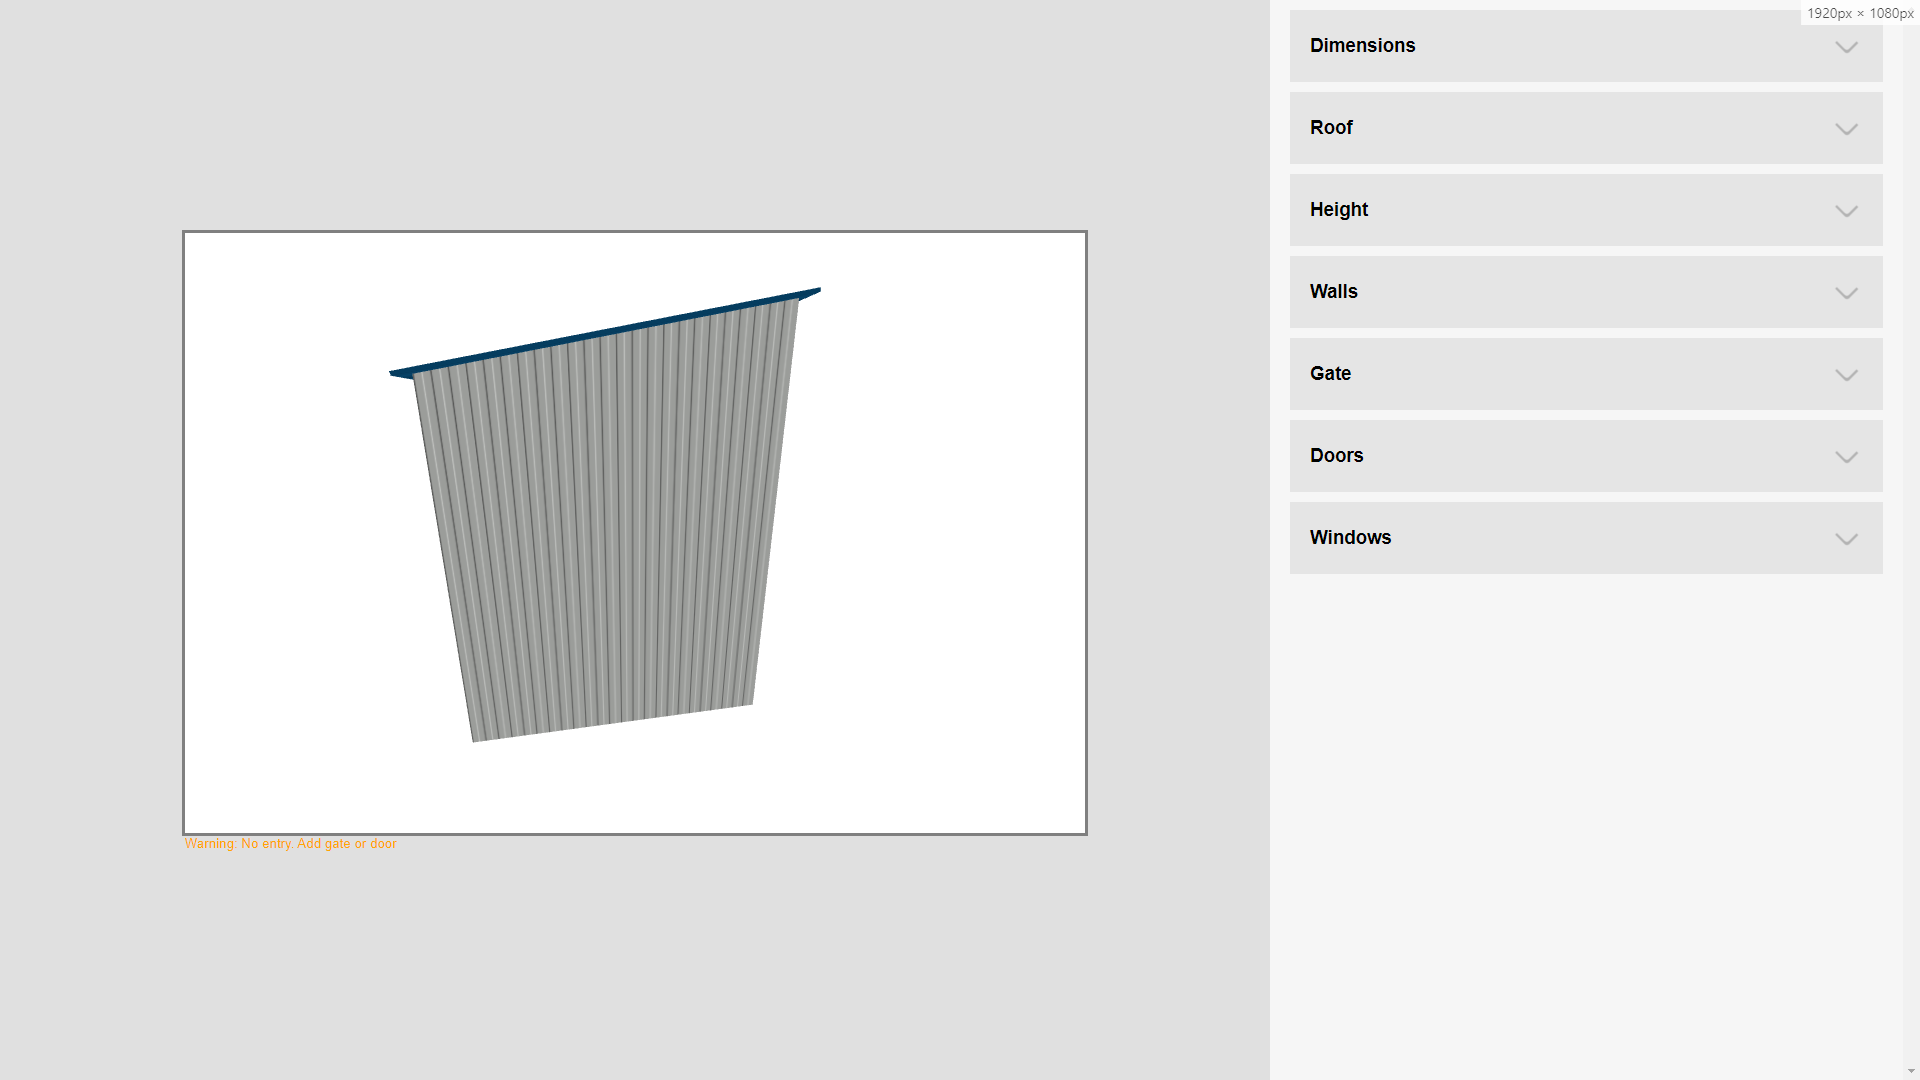 1920px × 1080px
Dimensions
Roof
Height
Walls
Gate
Doors
Windows
Warning: No entry. Add gate or door